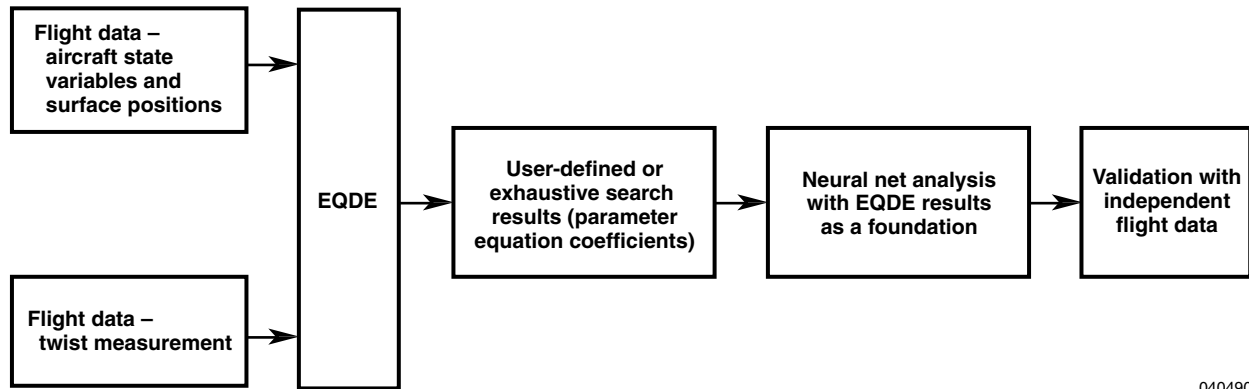 Flight data –
aircraft state
variables and
surface positions
Flight data –
twist measurement
EQDE
User-defined or
exhaustive search
results (parameter
equation coefficients)
Neural net analysis
with EQDE results
as a foundation
Validation with
independent
flight data
040490